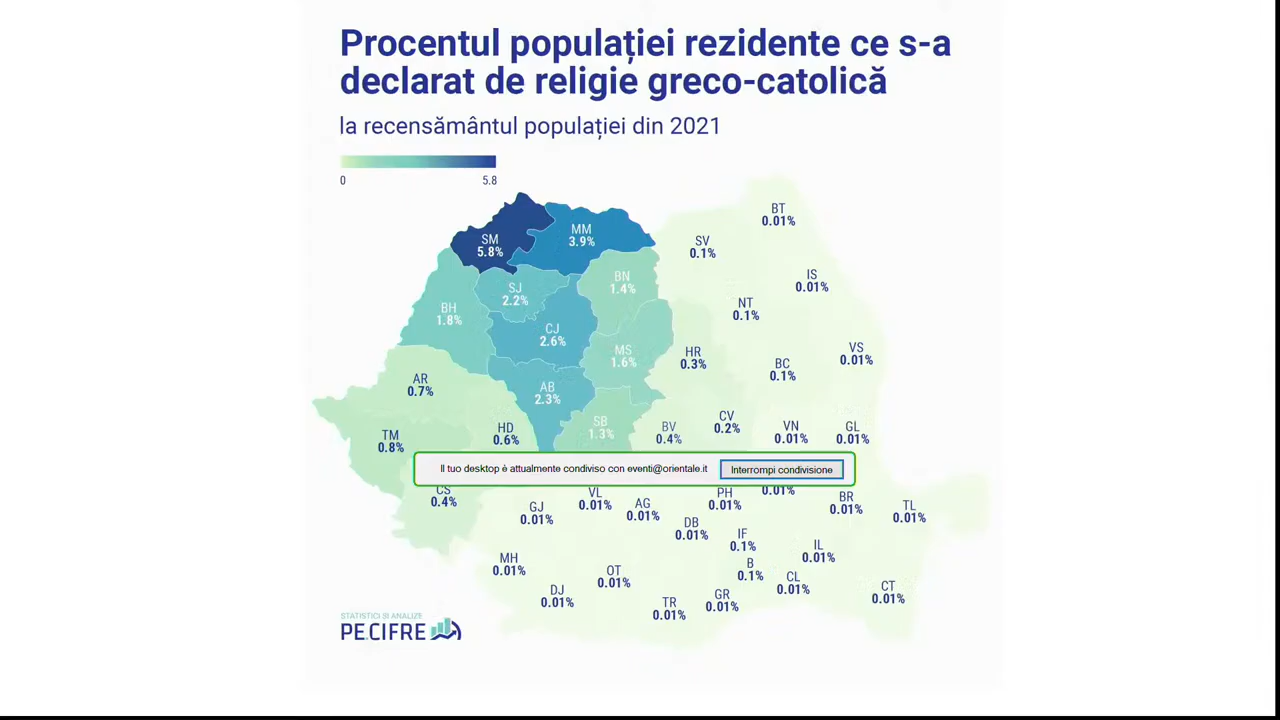 Procentul populației rezidente ce s-a
declarat de religie greco-catolică
la recensământul populației din 2021
0
5.8
BT
0.01%
SM
5.8%
MM
3.9%
SV
0.1%
BN
1.4%
IS
0.01%
SJ
2.2%
BH
1.8%
NT
0.1%
CJ
2.6%
MS
1.6%
HR
0.3%
VS
0.01%
BC
0.1%
AR
0.7%
AB
2.3%
TM
0.8%
HD
0.6%
SB
1.3%
BV
0.4%
CV
0.2%
VN
0.01%
GL
0.01%
Il tuo desktop è attualmente condiviso con eventi@orientale.it
Interrompi condivisione
CS
0.4%
VL
0.01%
PH
0.01%
0.01%
BR
0.01%
GJ
0.01%
AG
0.01%
TL
0.01%
DB
0.01%
IF
0.1%
IL
0.01%
MH
0.01%
B
0.1%
OT
0.01%
CL
0.01%
DJ
0.01%
TR
0.01%
GR
0.01%
CT
0.01%
STATISTICI ȘI ANALIZE
PE.CIFRE